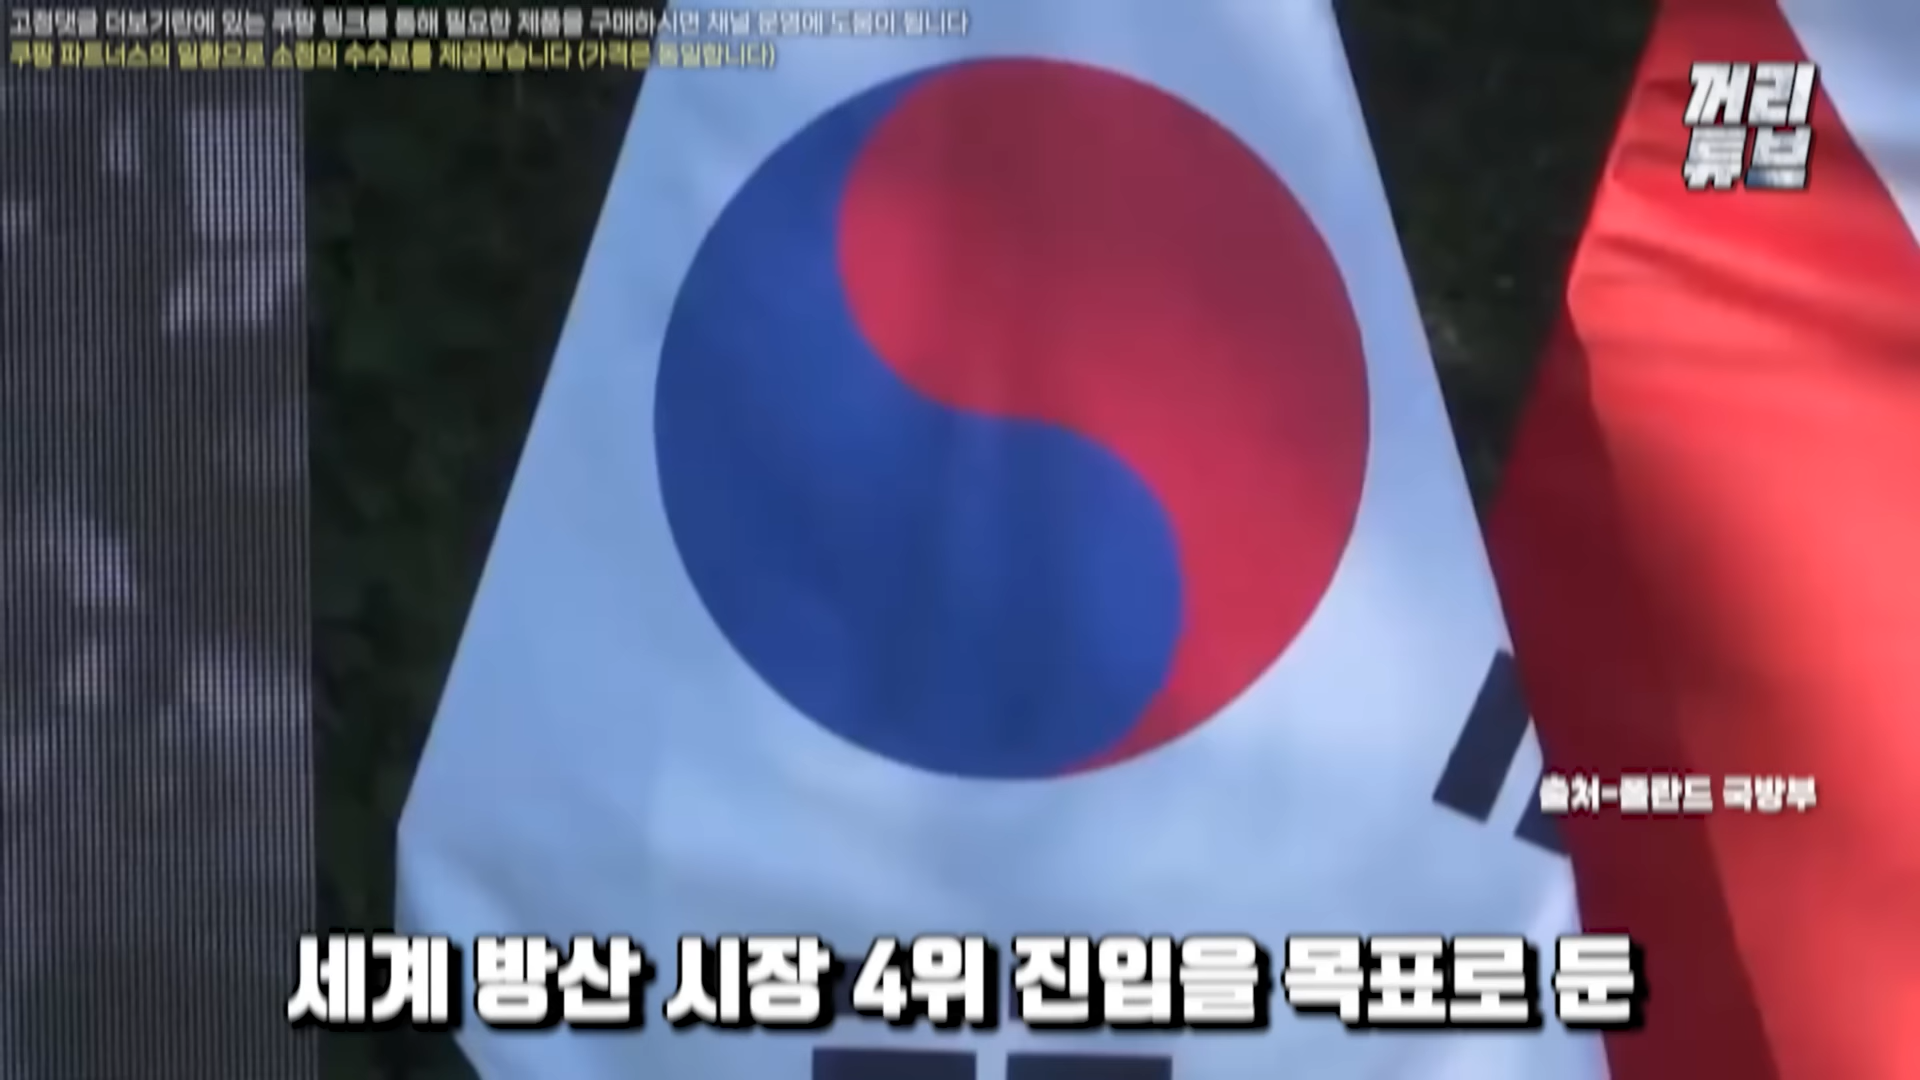 고정댓글 더보기란에 있는 쿠팡 링크를 통해 필요한 제품을 구매하시면 채널 운영에 도움이 됩니다
쿠팡 파트너스의 일환으로 소정의 수수료를 제공받습니다 (가격은 동일합니다)
꺼리
튜브
출처-폴란드 국방부
세계 방산 시장 4위 진입을 목표로 둔